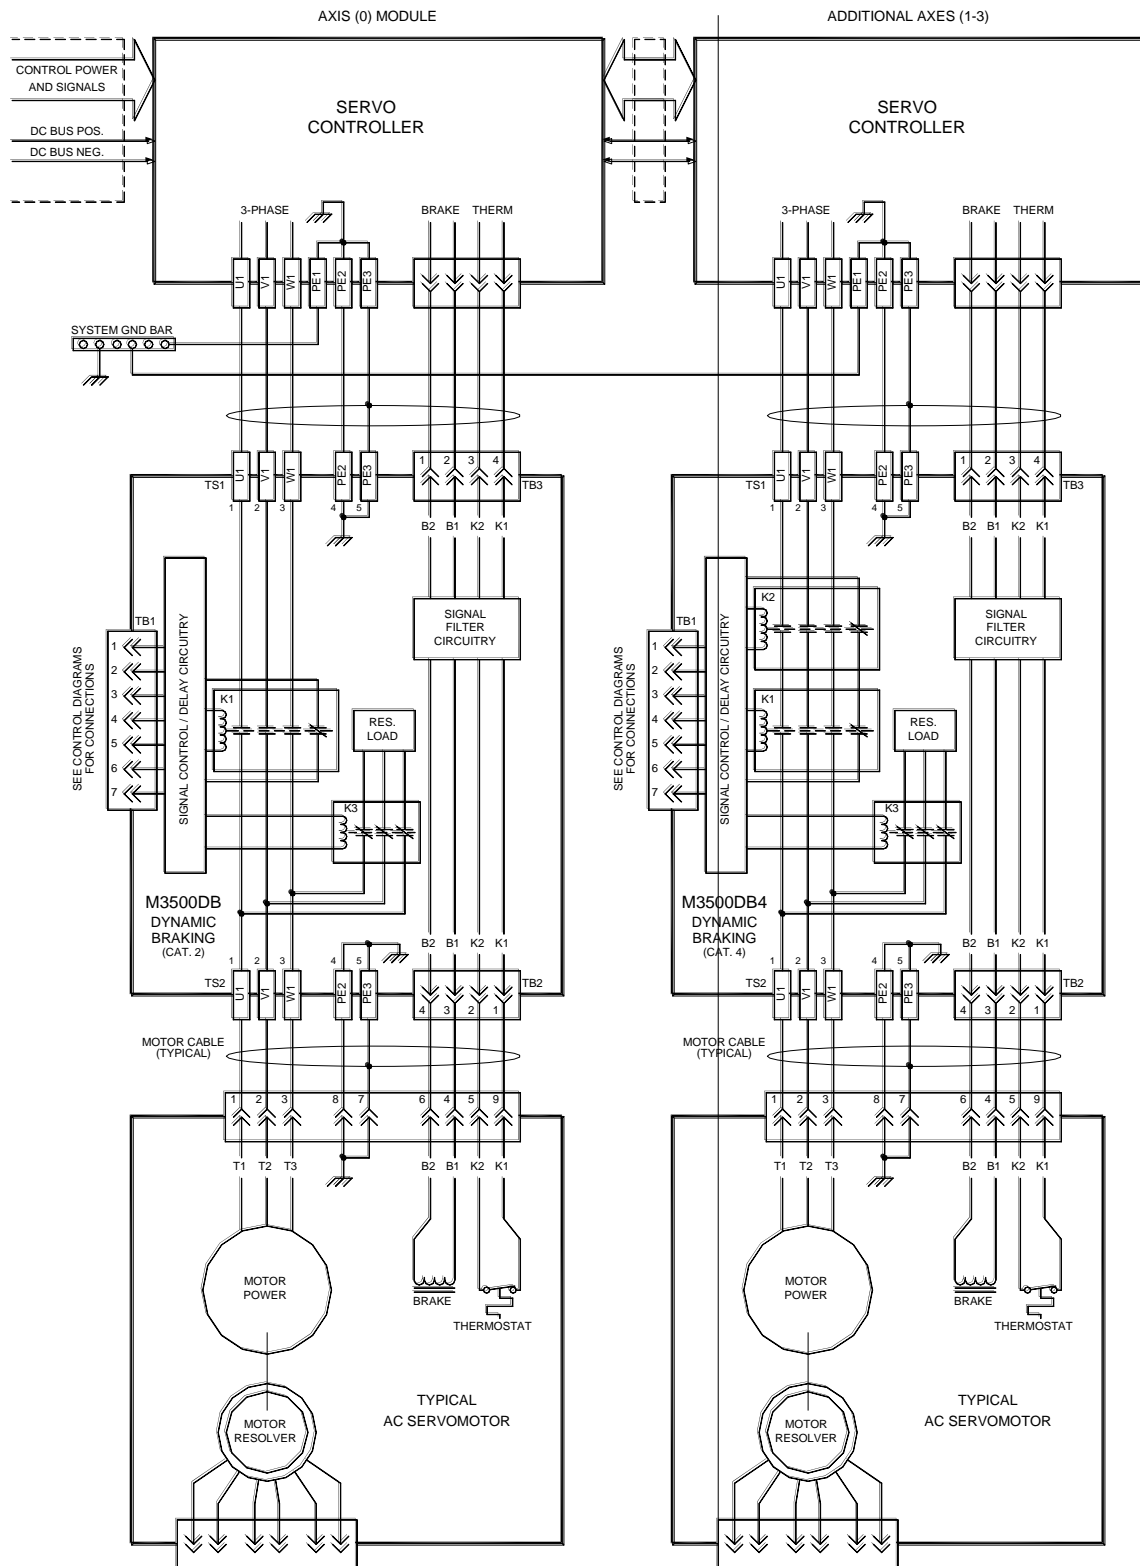 AXIS (0) MODULE
ADDITIONAL AXES (1-3)
CONTROL POWER
AND SIGNALS
DC BUS POS.
DC BUS NEG.
SERVO
CONTROLLER
SERVO
CONTROLLER
3-PHASE
BRAKE THERM
3-PHASE
BRAKE THERM
U1 V1 W1 PE1 PE2 PE3
U1 V1 W1 PE1 PE2 PE3
SYSTEM GND BAR
U1 V1 W1 PE2 PE3
1 2 3 4
U1 V1 W1 PE2 PE3
1 2 3 4
TS1
TB3
TS1
TB3
1 2 3 4 5
1 2 3 4 5
B2 B1 K2 K1
B2 B1 K2 K1
SIGNAL
FILTER
CIRCUITRY
SIGNAL
FILTER
CIRCUITRY
TB1
1
2
3
4
5
6
7
SEE CONTROL DIAGRAMS
FOR CONNECTIONS
SIGNAL CONTROL / DELAY CIRCUITRY
K1
RES.
LOAD
K3
TB1
1
2
3
4
5
6
7
SEE CONTROL DIAGRAMS
FOR CONNECTIONS
SIGNAL CONTROL / DELAY CIRCUITRY
K2
K1
RES.
LOAD
K3
M3500DB
DYNAMIC
BRAKING
(CAT. 2)
M3500DB4
DYNAMIC
BRAKING
(CAT. 4)
B2 B1 K2 K1
B2 B1 K2 K1
1 2 3 4 5
1 2 3 4 5
TS2
TB2
TS2
TB2
U1 V1 W1 PE2 PE3
4 3 2 1
U1 V1 W1 PE2 PE3
4 3 2 1
MOTOR CABLE
(TYPICAL)
MOTOR CABLE
(TYPICAL)
1 2 3 8 7 6 4 5 9
1 2 3 8 7 6 4 5 9
T1 T2 T3
B2 B1 K2 K1
T1 T2 T3
B2 B1 K2 K1
MOTOR
POWER
BRAKE
THERMOSTAT
MOTOR
POWER
BRAKE
THERMOSTAT
MOTOR
RESOLVER
TYPICAL
AC SERVOMOTOR
MOTOR
RESOLVER
TYPICAL
AC SERVOMOTOR